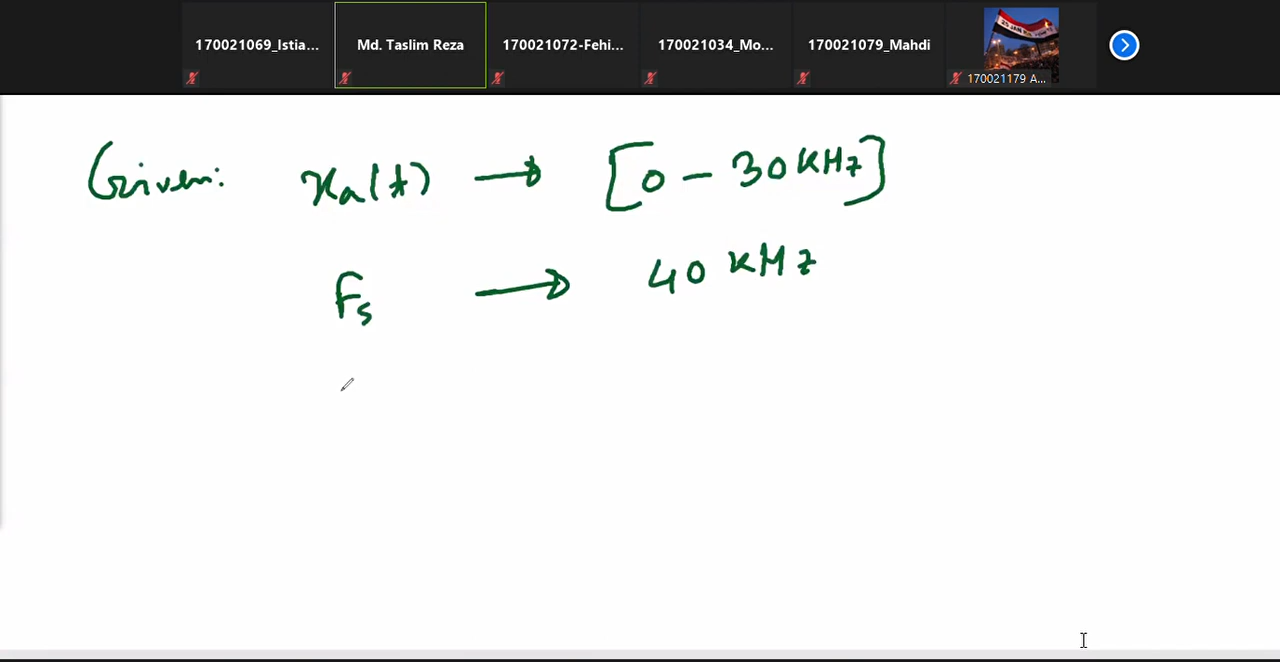 170021069_Istia... Md. Taslim Reza 170021072-Fehi... 170021034_Mo... 170021079_Mahdi 170021179 A...
Given: xa(t) → [0 - 30 KHz]
Fs → 40 KHz